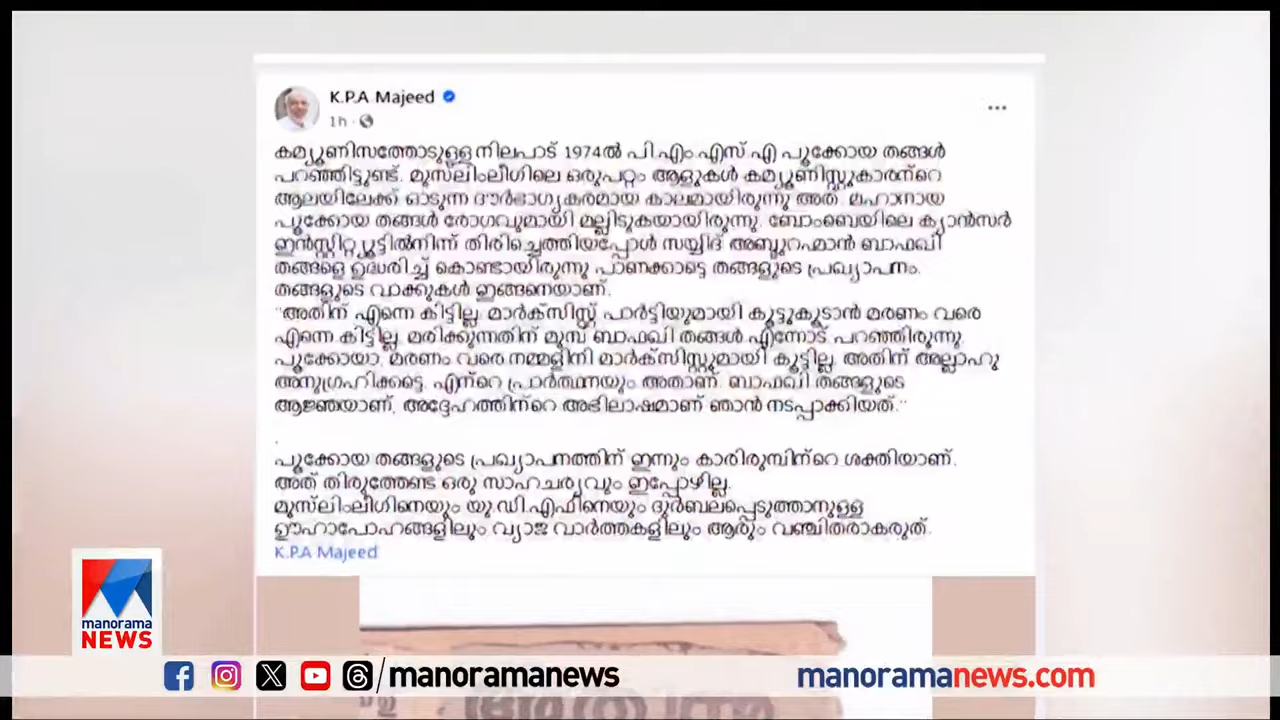 K.P.A Majeed
1h
കമ്യൂണിസത്തോടുള്ള നിലപാട് 1974ൽ പി.എം.എസ്.എ പൂക്കോയ തങ്ങൾ
പറഞ്ഞിട്ടുണ്ട്. മുസ്‌ലിംലീഗിലെ ഒരുപറ്റം ആളുകൾ കമ്യൂണിസ്റ്റുകാരന്റെ
ആലയിലേക്ക് ഓടുന്ന ദൗർഭാഗ്യകരമായ കാലമായിരുന്നു അത്. മഹാനായ
പൂക്കോയ തങ്ങൾ രോഗവുമായി മല്ലിടുകയായിരുന്നു. ബോംബെയിലെ ക്യാൻസർ
ഇൻസ്റ്റിറ്റ്യൂട്ടിൽനിന്ന് തിരിച്ചെത്തിയപ്പോൾ സയ്യിദ് അബ്ദുറഹ്മാൻ ബാഫഖി
തങ്ങളെ ഉദ്ധരിച്ച് കൊണ്ടായിരുന്നു പാണക്കാട്ടെ തങ്ങളുടെ പ്രഖ്യാപനം.
തങ്ങളുടെ വാക്കുകൾ ഇങ്ങനെയാണ്.
"അതിന് എന്നെ കിട്ടില്ല. മാർക്‌സിസ്റ്റ് പാർട്ടിയുമായി കൂട്ടുകൂടാൻ മരണം വരെ
എന്നെ കിട്ടില്ല. മരിക്കുന്നതിന് മുമ്പ് ബാഫഖി തങ്ങൾ എന്നോട് പറഞ്ഞിരുന്നു.
പൂക്കോയാ, മരണം വരെ നമ്മളിനി മാർക്‌സിസ്റ്റുമായി കൂട്ടില്ല. അതിന് അല്ലാഹു
അനുഗ്രഹിക്കട്ടെ. എന്റെ പ്രാർത്ഥനയും അതാണ്. ബാഫഖി തങ്ങളുടെ
ആജ്ഞയാണ്, അദ്ദേഹത്തിന്റെ അഭിലാഷമാണ് ഞാൻ നടപ്പാക്കിയത്."
.
പൂക്കോയ തങ്ങളുടെ പ്രഖ്യാപനത്തിന് ഇന്നും കാരിരുമ്പിന്റെ ശക്തിയാണ്.
അത് തിരുത്തേണ്ട ഒരു സാഹചര്യവും ഇപ്പോഴില്ല.
മുസ്‌ലിംലീഗിനെയും യു.ഡി.എഫിനെയും ദുർബലപ്പെടുത്താനുള്ള
ഊഹാപോഹങ്ങളിലും വ്യാജ വാർത്തകളിലും ആരും വഞ്ചിതരാകരുത്.
K.P.A Majeed
manorama
NEWS
/manoramanews
manoramanews.com